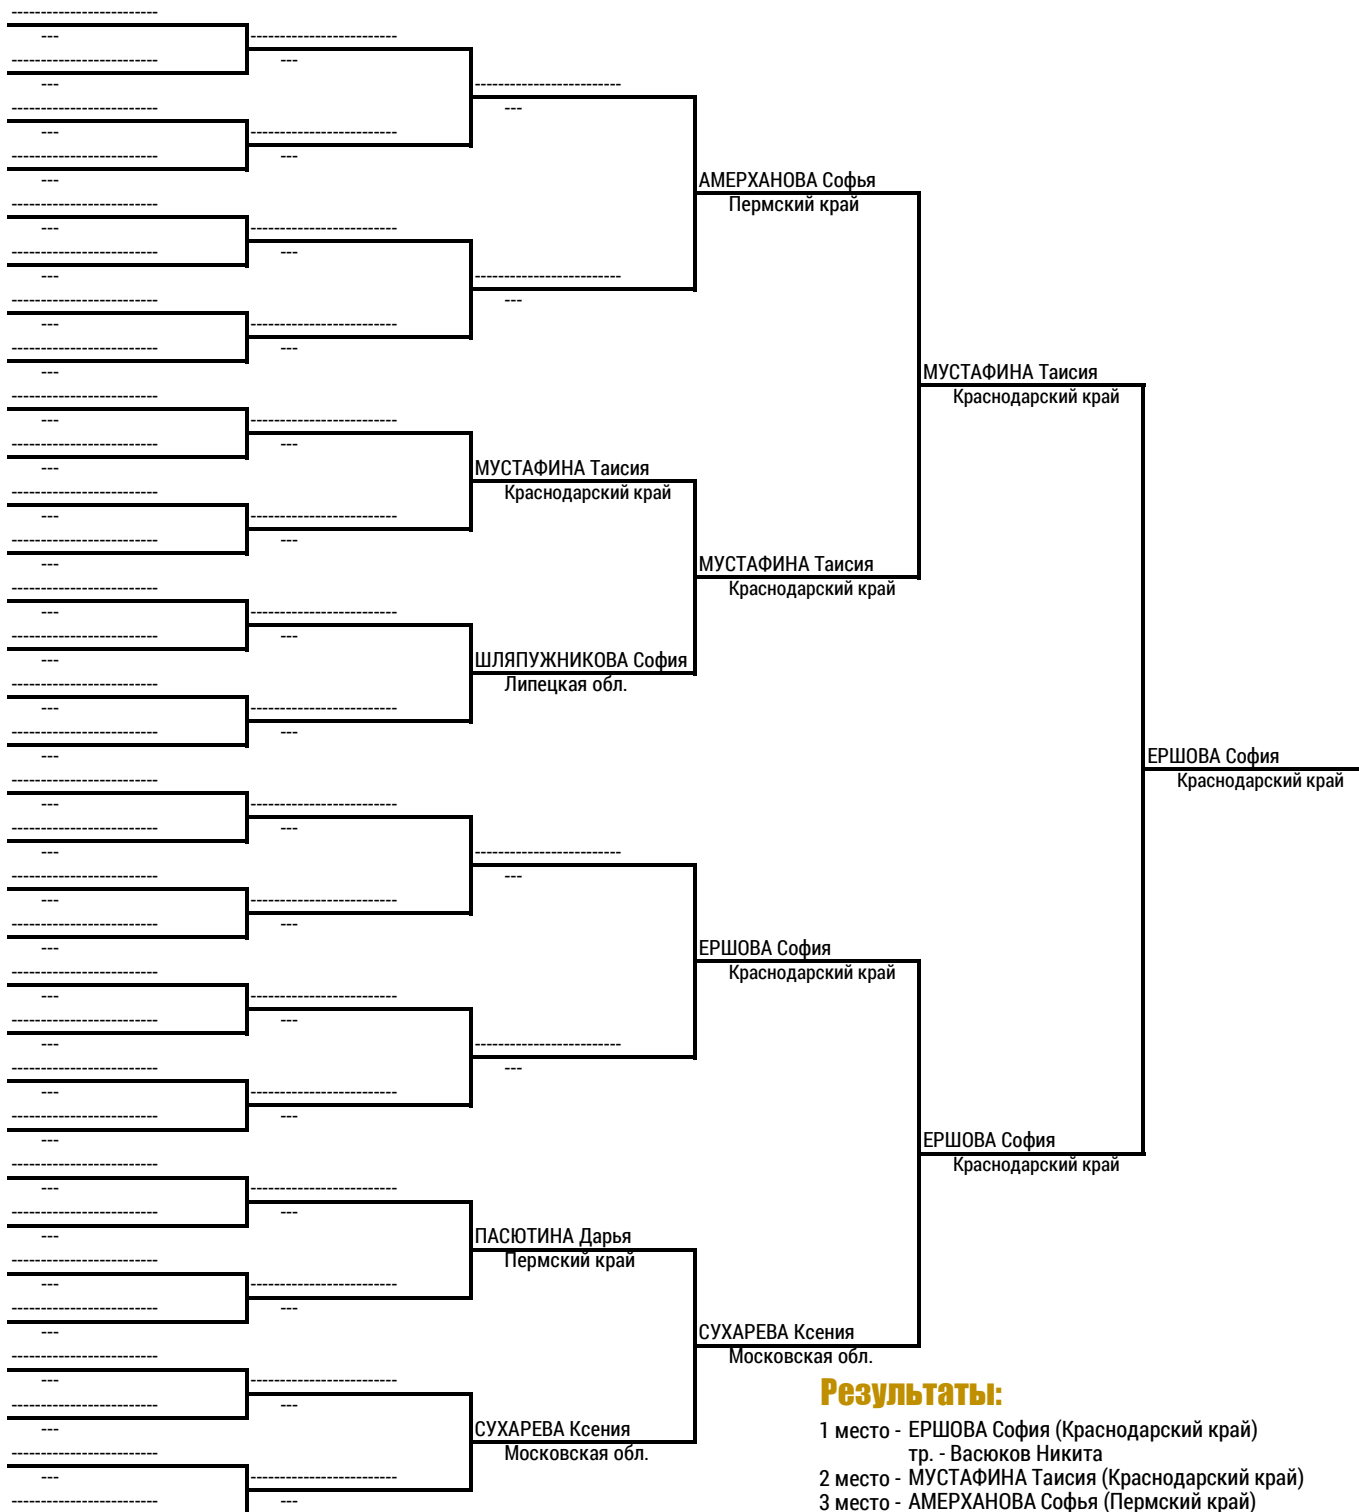 АМЕРХАНОВА Софья
Пермский край
МУСТАФИНА Таисия
Краснодарский край
МУСТАФИНА Таисия
Краснодарский край
МУСТАФИНА Таисия
Краснодарский край
ШЛЯПУЖНИКОВА София
Липецкая обл.
ЕРШОВА София
Краснодарский край
ЕРШОВА София
Краснодарский край
ЕРШОВА София
Краснодарский край
ПАСЮТИНА Дарья
Пермский край
СУХАРЕВА Ксения
Московская обл.
СУХАРЕВА Ксения
Московская обл.
Результаты:
1 место - ЕРШОВА София (Краснодарский край)
тр. - Васюков Никита
2 место - МУСТАФИНА Таисия (Краснодарский край)
3 место - АМЕРХАНОВА Софья (Пермский край)